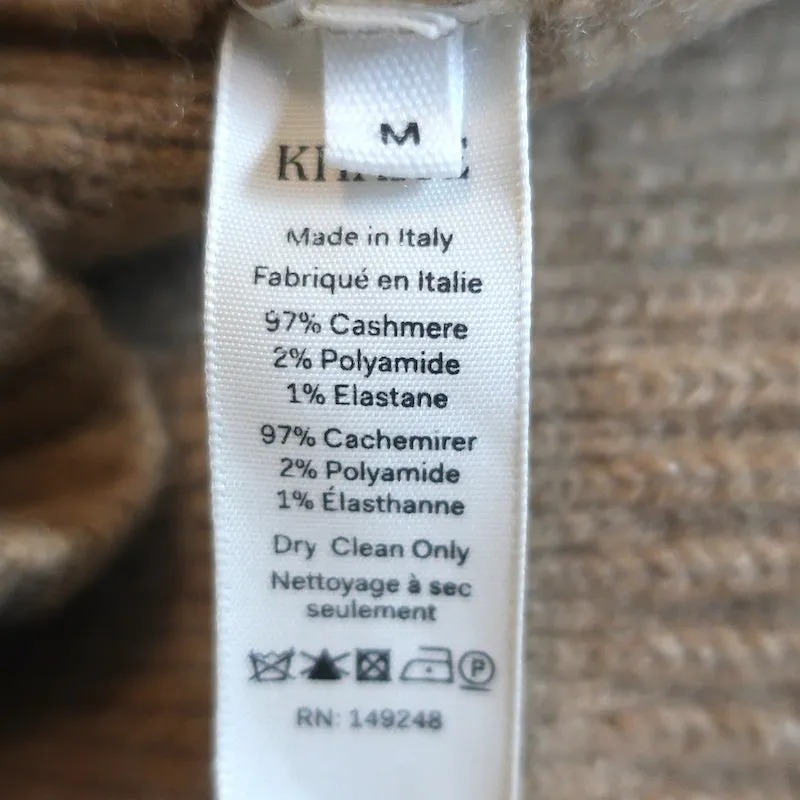 M
Made in Italy
Fabriqué en Italie
97% Cashmere
2% Polyamide
1% Elastane
97% Cachemirer
2% Polyamide
1% Élasthanne
Dry Clean Only
Nettoyage à sec
seulement
P
RN: 149248